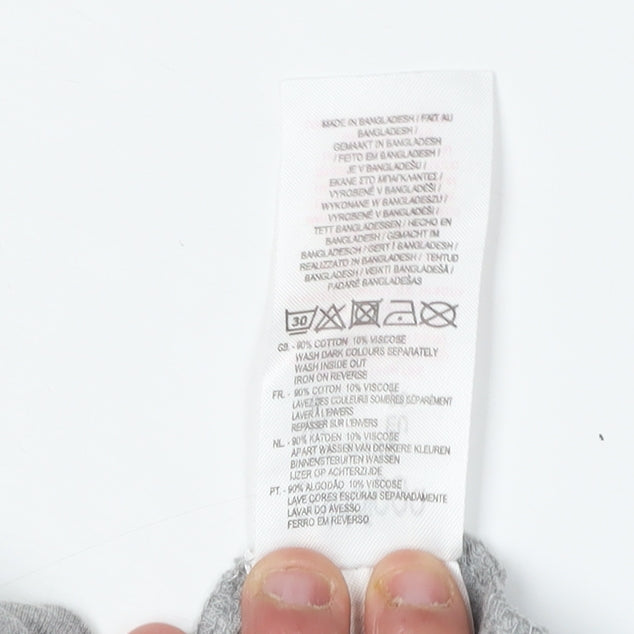 MADE IN BANGLADESH / FAIT AU
BANGLADESH /
GEMAAKT IN BANGLADESH
/ FEITO EM BANGLADESH /
JE V BANGLADEŠU /
ΕΚΑΝΕ ΣΤΟ ΜΠΑΓΚΛΑΝΤΕΣ /
VYROBENÉ V BANGLADÉŠI /
WYKONANE W BANGLADESZU /
VYROBENÉ V BANGLADÉŠI /
TETT BANGLADESSEN / HECHO EN
BANGLADESH / GEMACHT IM
BANGLADESCH / SERT I BANGLADESH /
REALIZZATO IN BANGLADESH / TEHTUD
BANGLADESH / VEIKTI BANGLADEŠĀ /
PADARĖ BANGLADEŠAS
30
GB - 90% COTTON 10% VISCOSE
WASH DARK COLOURS SEPARATELY
WASH INSIDE OUT
IRON ON REVERSE
FR - 90% COTON 10% VISCOSE
LAVEZ DES COULEURS SOMBRES SÉPARÉMENT
LAVER À L'ENVERS
REPASSER SUR L'ENVERS
NL - 90% KATOEN 10% VISCOSE
APART WASSEN VAN DONKERE KLEUREN
BINNENSTEBUITEN WASSEN
IJZER OP ACHTERZIJDE
PT - 90% ALGODÃO 10% VISCOSE
LAVE CORES ESCURAS SEPARADAMENTE
LAVAR DO AVESSO
FERRO EM REVERSO